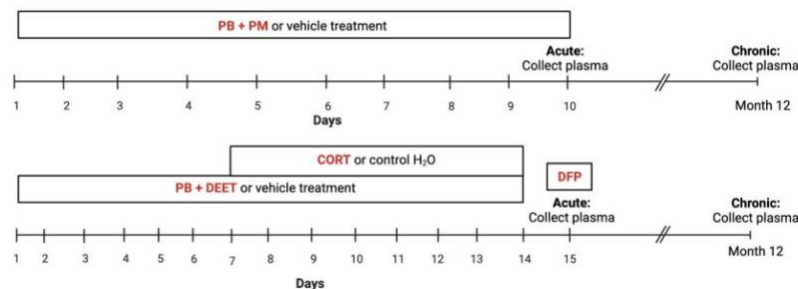 PB + PM or vehicle treatment
Acute:
Collect plasma
Chronic:
Collect plasma
1 2 3 4 5 6 7 8 9 10
Month 12
Days
CORT or control H₂O
PB + DEET or vehicle treatment
DFP
Acute:
Collect plasma
Chronic:
Collect plasma
1 2 3 4 5 6 7 8 9 10 11 12 13 14 15
Month 12
Days